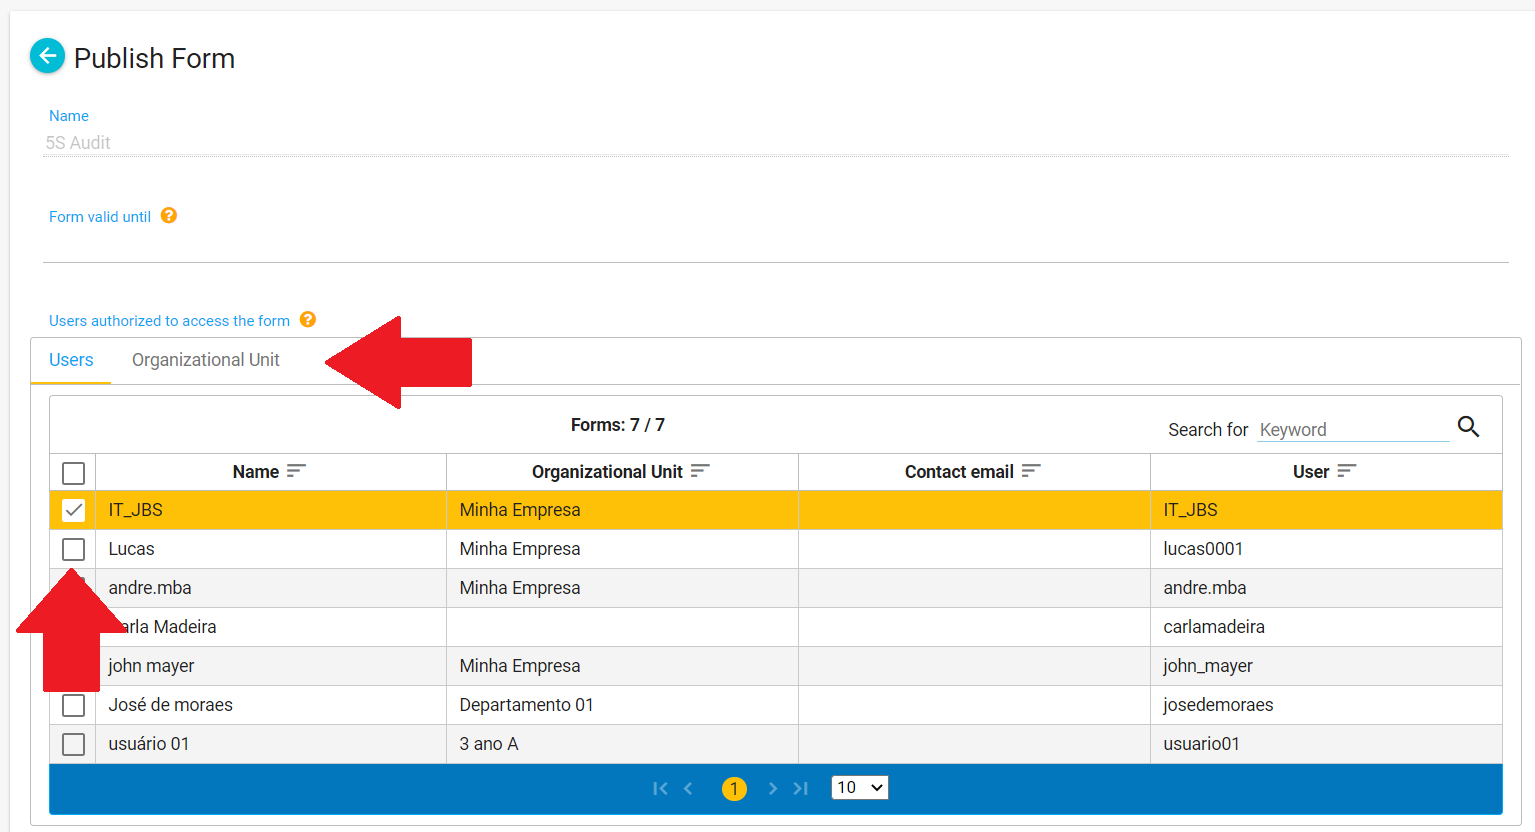 Publish Form
Name
5S Audit
Form valid until ?
Users authorized to access the form ?
Users Organizational Unit
Forms: 7 / 7
Search for Keyword
Name Organizational Unit Contact email User
IT_JBS Minha Empresa IT_JBS
Lucas Minha Empresa lucas0001
andre.mba Minha Empresa andre.mba
Madeira carlamadeira
john mayer Minha Empresa john_mayer
José de moraes Departamento 01 josedemoraes
usuário 01 3 ano A usuario01
1 10